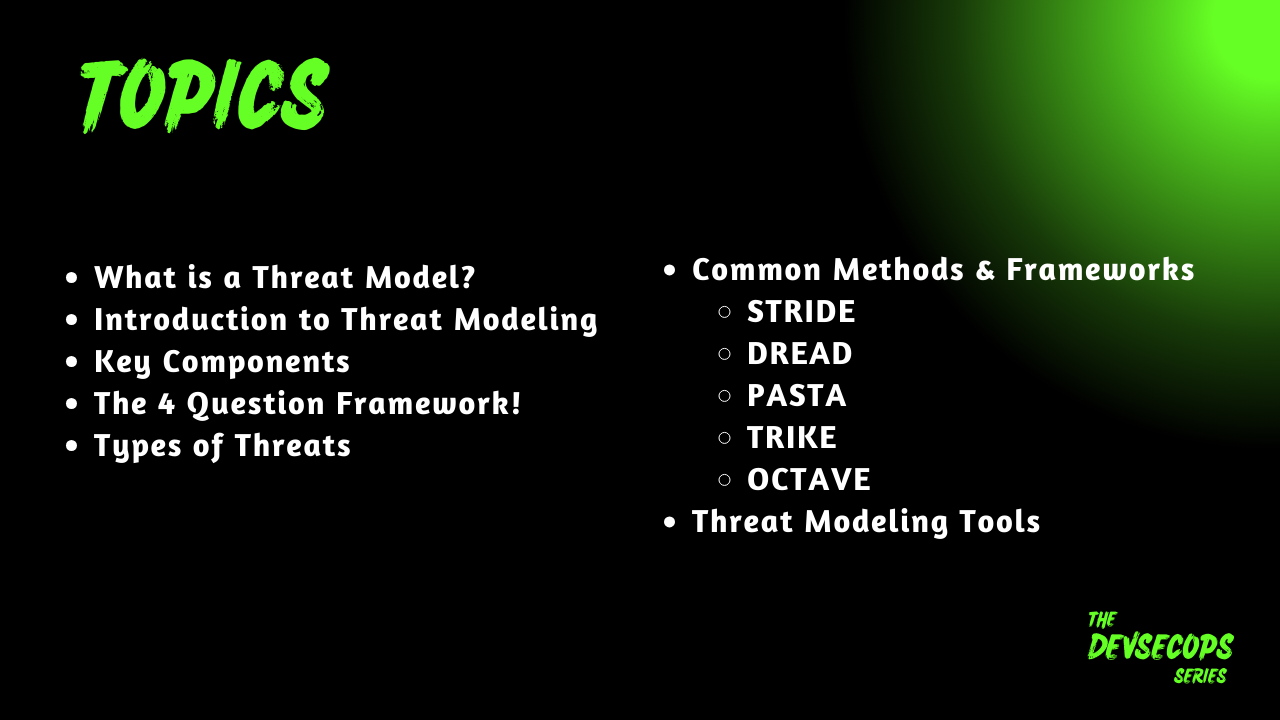 TOPICS
• What is a Threat Model?
• Introduction to Threat Modeling
• Key Components
• The 4 Question Framework!
• Types of Threats
• Common Methods & Frameworks
○ STRIDE
○ DREAD
○ PASTA
○ TRIKE
○ OCTAVE
• Threat Modeling Tools
THE
DEVSECOPS
SERIES